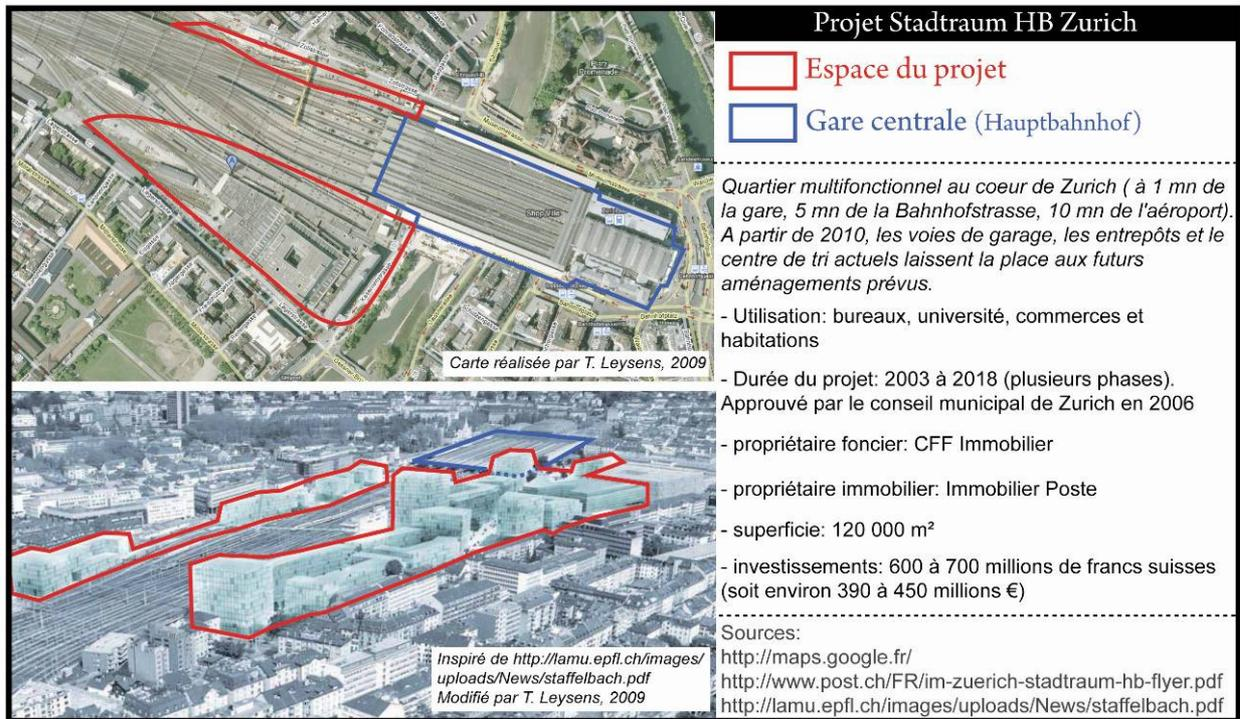 Projet Stadtraum HB Zurich
Espace du projet
Gare centrale (Hauptbahnhof)
Quartier multifonctionnel au coeur de Zurich ( à 1 mn de
la gare, 5 mn de la Bahnhofstrasse, 10 mn de l'aéroport).
A partir de 2010, les voies de garage, les entrepôts et le
centre de tri actuels laissent la place aux futurs
aménagements prévus.
- Utilisation: bureaux, université, commerces et
habitations
- Durée du projet: 2003 à 2018 (plusieurs phases).
Approuvé par le conseil municipal de Zurich en 2006
- propriétaire foncier: CFF Immobilier
- propriétaire immobilier: Immobilier Poste
- superficie: 120 000 m²
- investissements: 600 à 700 millions de francs suisses
(soit environ 390 à 450 millions €)
Sources:
http://maps.google.fr/
http://www.post.ch/FR/im-zuerich-stadtraum-hb-flyer.pdf
http://lamu.epfl.ch/images/uploads/News/staffelbach.pdf
Zollstrasse
Zollstrasse
Museumstrasse
Shop Ville
Lagerstrasse
Lagerstrasse
Kasernenstrasse
Bahnhofplatz
A
Carte réalisée par T. Leysens, 2009
Inspiré de http://lamu.epfl.ch/images/
uploads/News/staffelbach.pdf
Modifié par T. Leysens, 2009